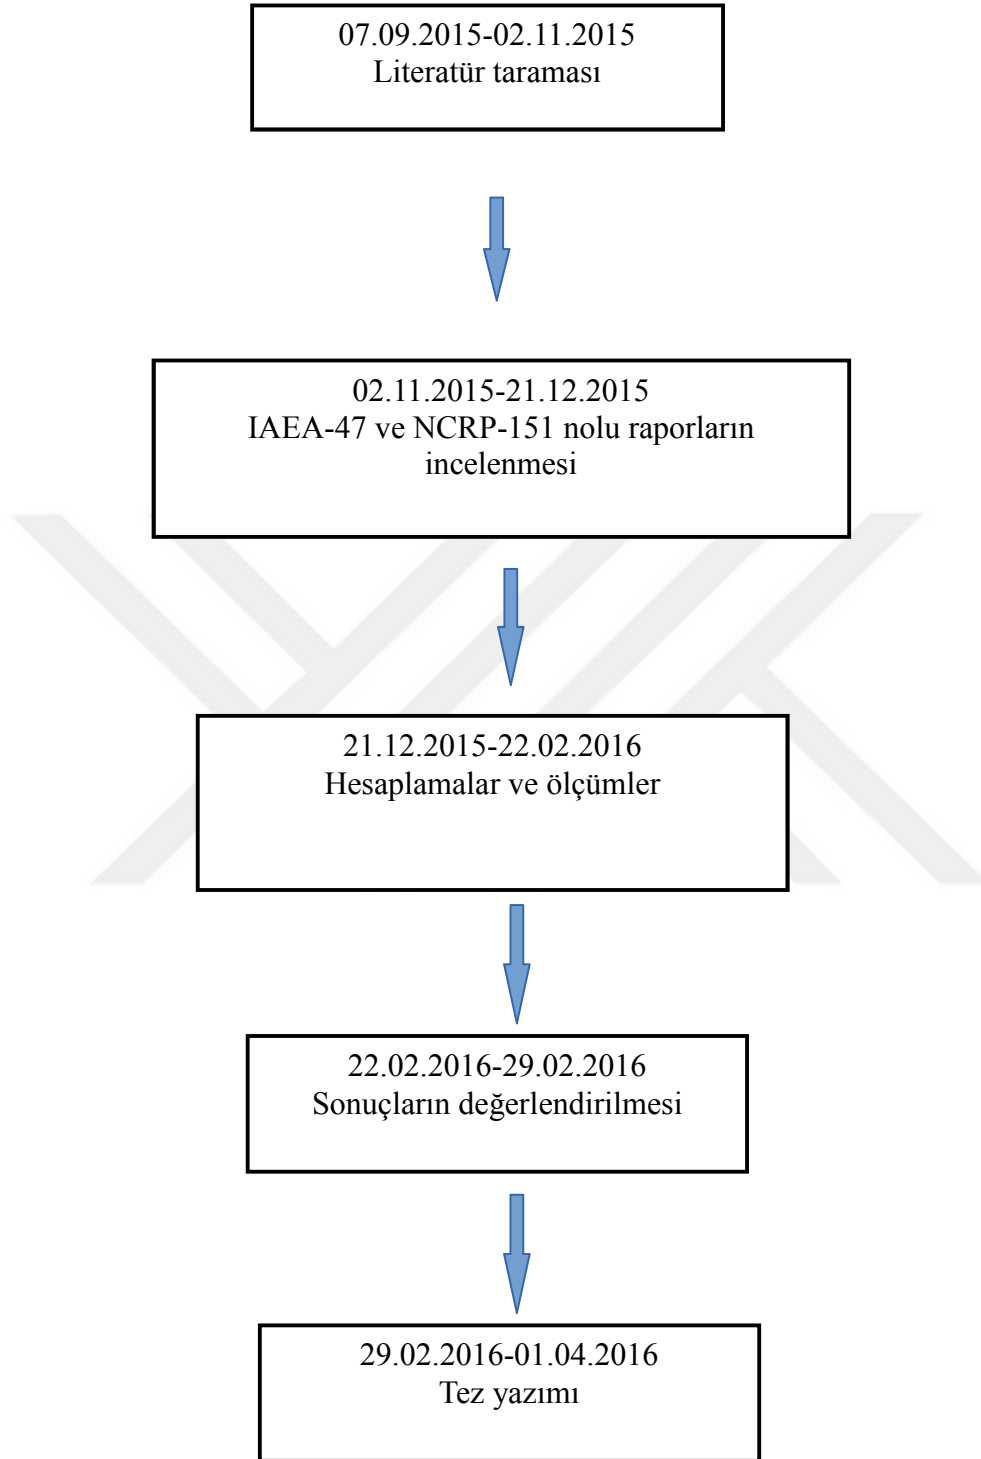 07.09.2015-02.11.2015
Literatür taraması
02.11.2015-21.12.2015
IAEA-47 ve NCRP-151 nolu raporların
incelenmesi
21.12.2015-22.02.2016
Hesaplamalar ve ölçümler
22.02.2016-29.02.2016
Sonuçların değerlendirilmesi
29.02.2016-01.04.2016
Tez yazımı